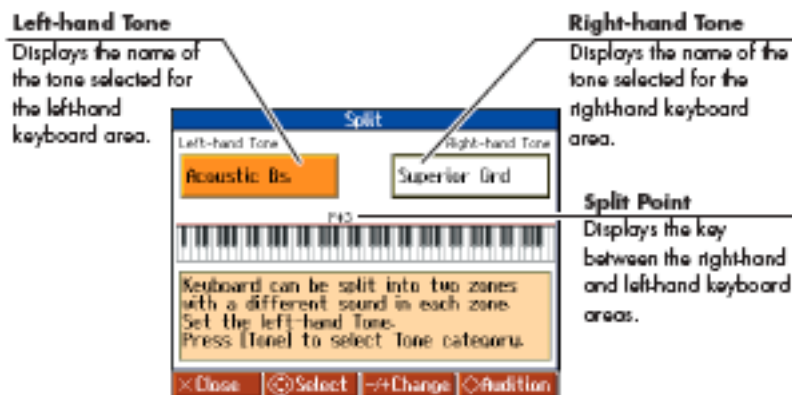 Left-hand Tone
Displays the name of
the tone selected for
the left-hand
keyboard area.
Right-hand Tone
Displays the name of the
tone selected for the
right-hand keyboard
area.
Split
Left-hand Tone
Right-hand Tone
Acoustic Bs.
Superior Grd
F#3
Split Point
Displays the key
between the right-hand
and left-hand keyboard
areas.
Keyboard can be split into two zones
with a different sound in each zone.
Set the left-hand Tone.
Press [Tone] to select Tone category.
×Close
Select
-/+Change
◇Audition